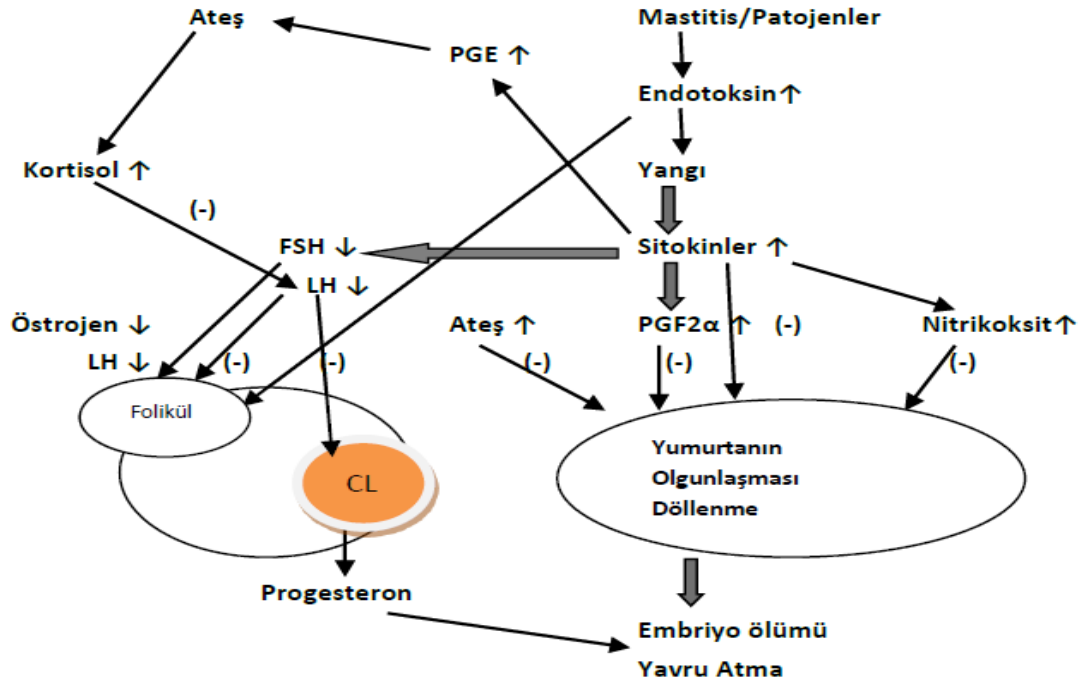 Ateş
Mastitis/Patojenler
PGE ↑
Endotoksin↑
Kortisol ↑
Yangı
(-)
FSH ↓
Sitokinler ↑
LH ↓
Östrojen ↓
Ateş ↑
PGF2α ↑
(-)
Nitrikoksit↑
LH ↓
(-)
(-)
(-)
(-)
(-)
Folikül
Yumurtanın
Olgunlaşması
Döllenme
CL
Progesteron
Embriyo ölümü
Yavru Atma